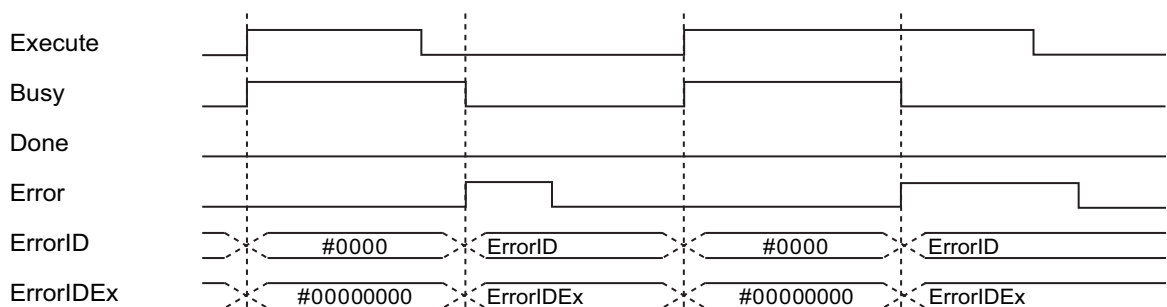 Execute
Busy
Done
Error
ErrorID #0000 ErrorID #0000 ErrorID
ErrorIDEx #00000000 ErrorIDEx #00000000 ErrorIDEx